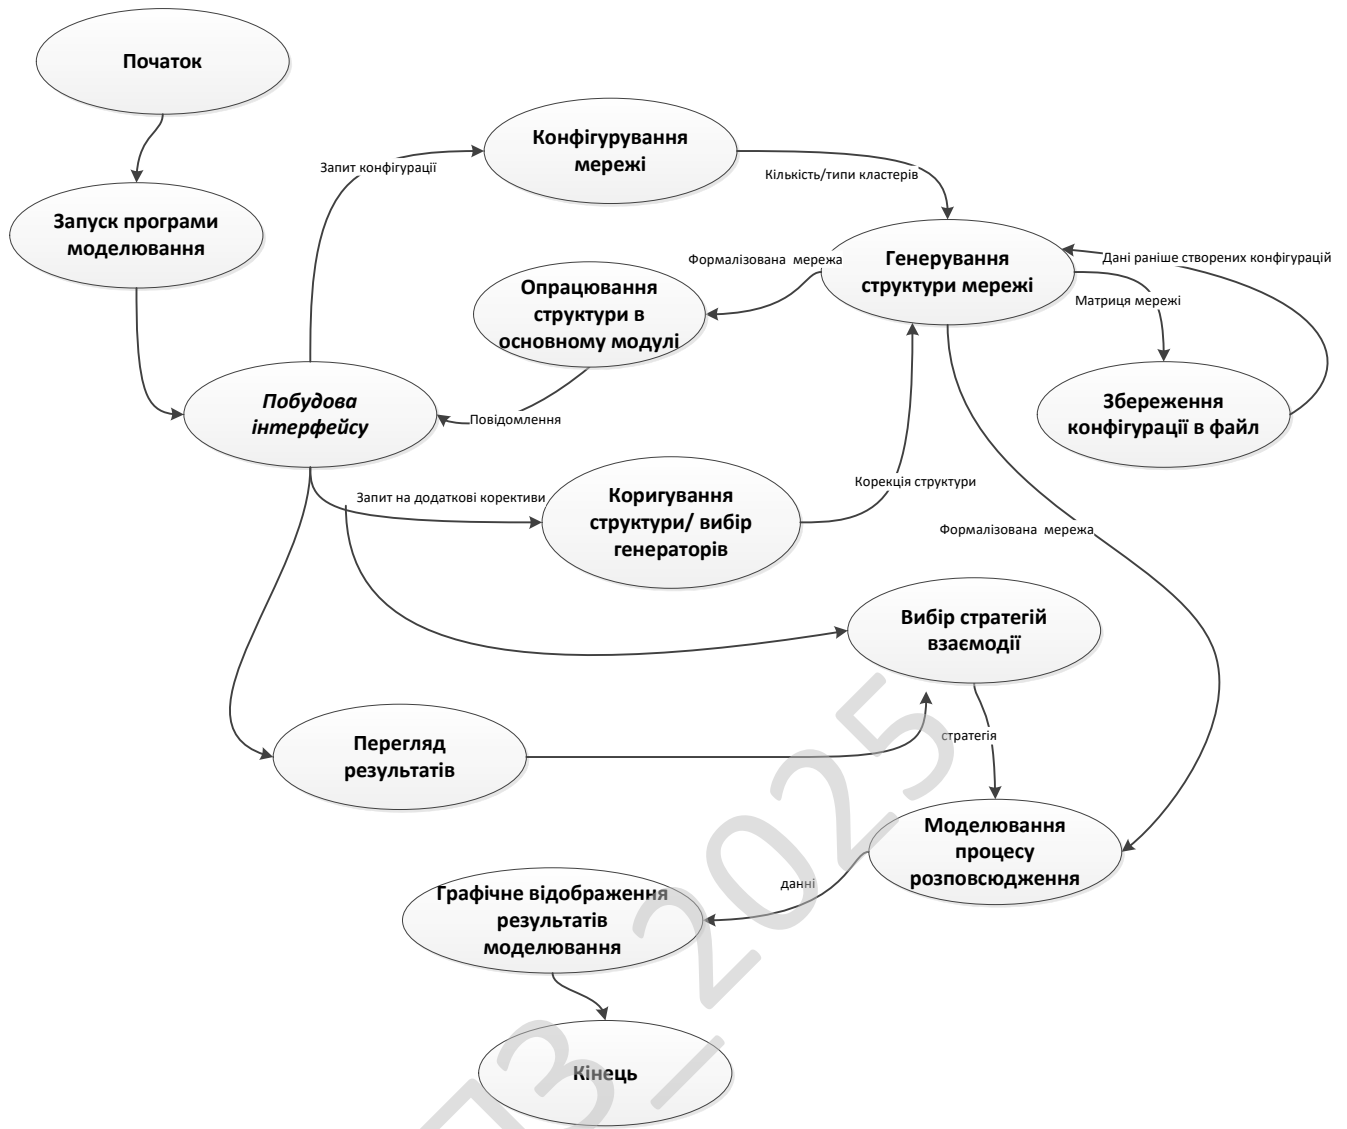 Початок
Конфігурування
мережі
Запит конфігурації
Кількість/типи кластерів
Запуск програми
моделювання
Формалізована мережа
Генерування
структури мережі
Дані раніше створених конфігурацій
Матриця мережі
Опрацювання
структури в
основному модулі
Побудова
інтерфейсу
Повідомлення
Збереження
конфігурації в файл
Запит на додаткові корективи
Коригування
структури/ вибір
генераторів
Корекція структури
Формалізована мережа
Вибір стратегій
взаємодії
Перегляд
результатів
стратегія
Моделювання
процесу
розповсюдження
данні
Графічне відображення
результатів
моделювання
Кінець
ПЗ_2025